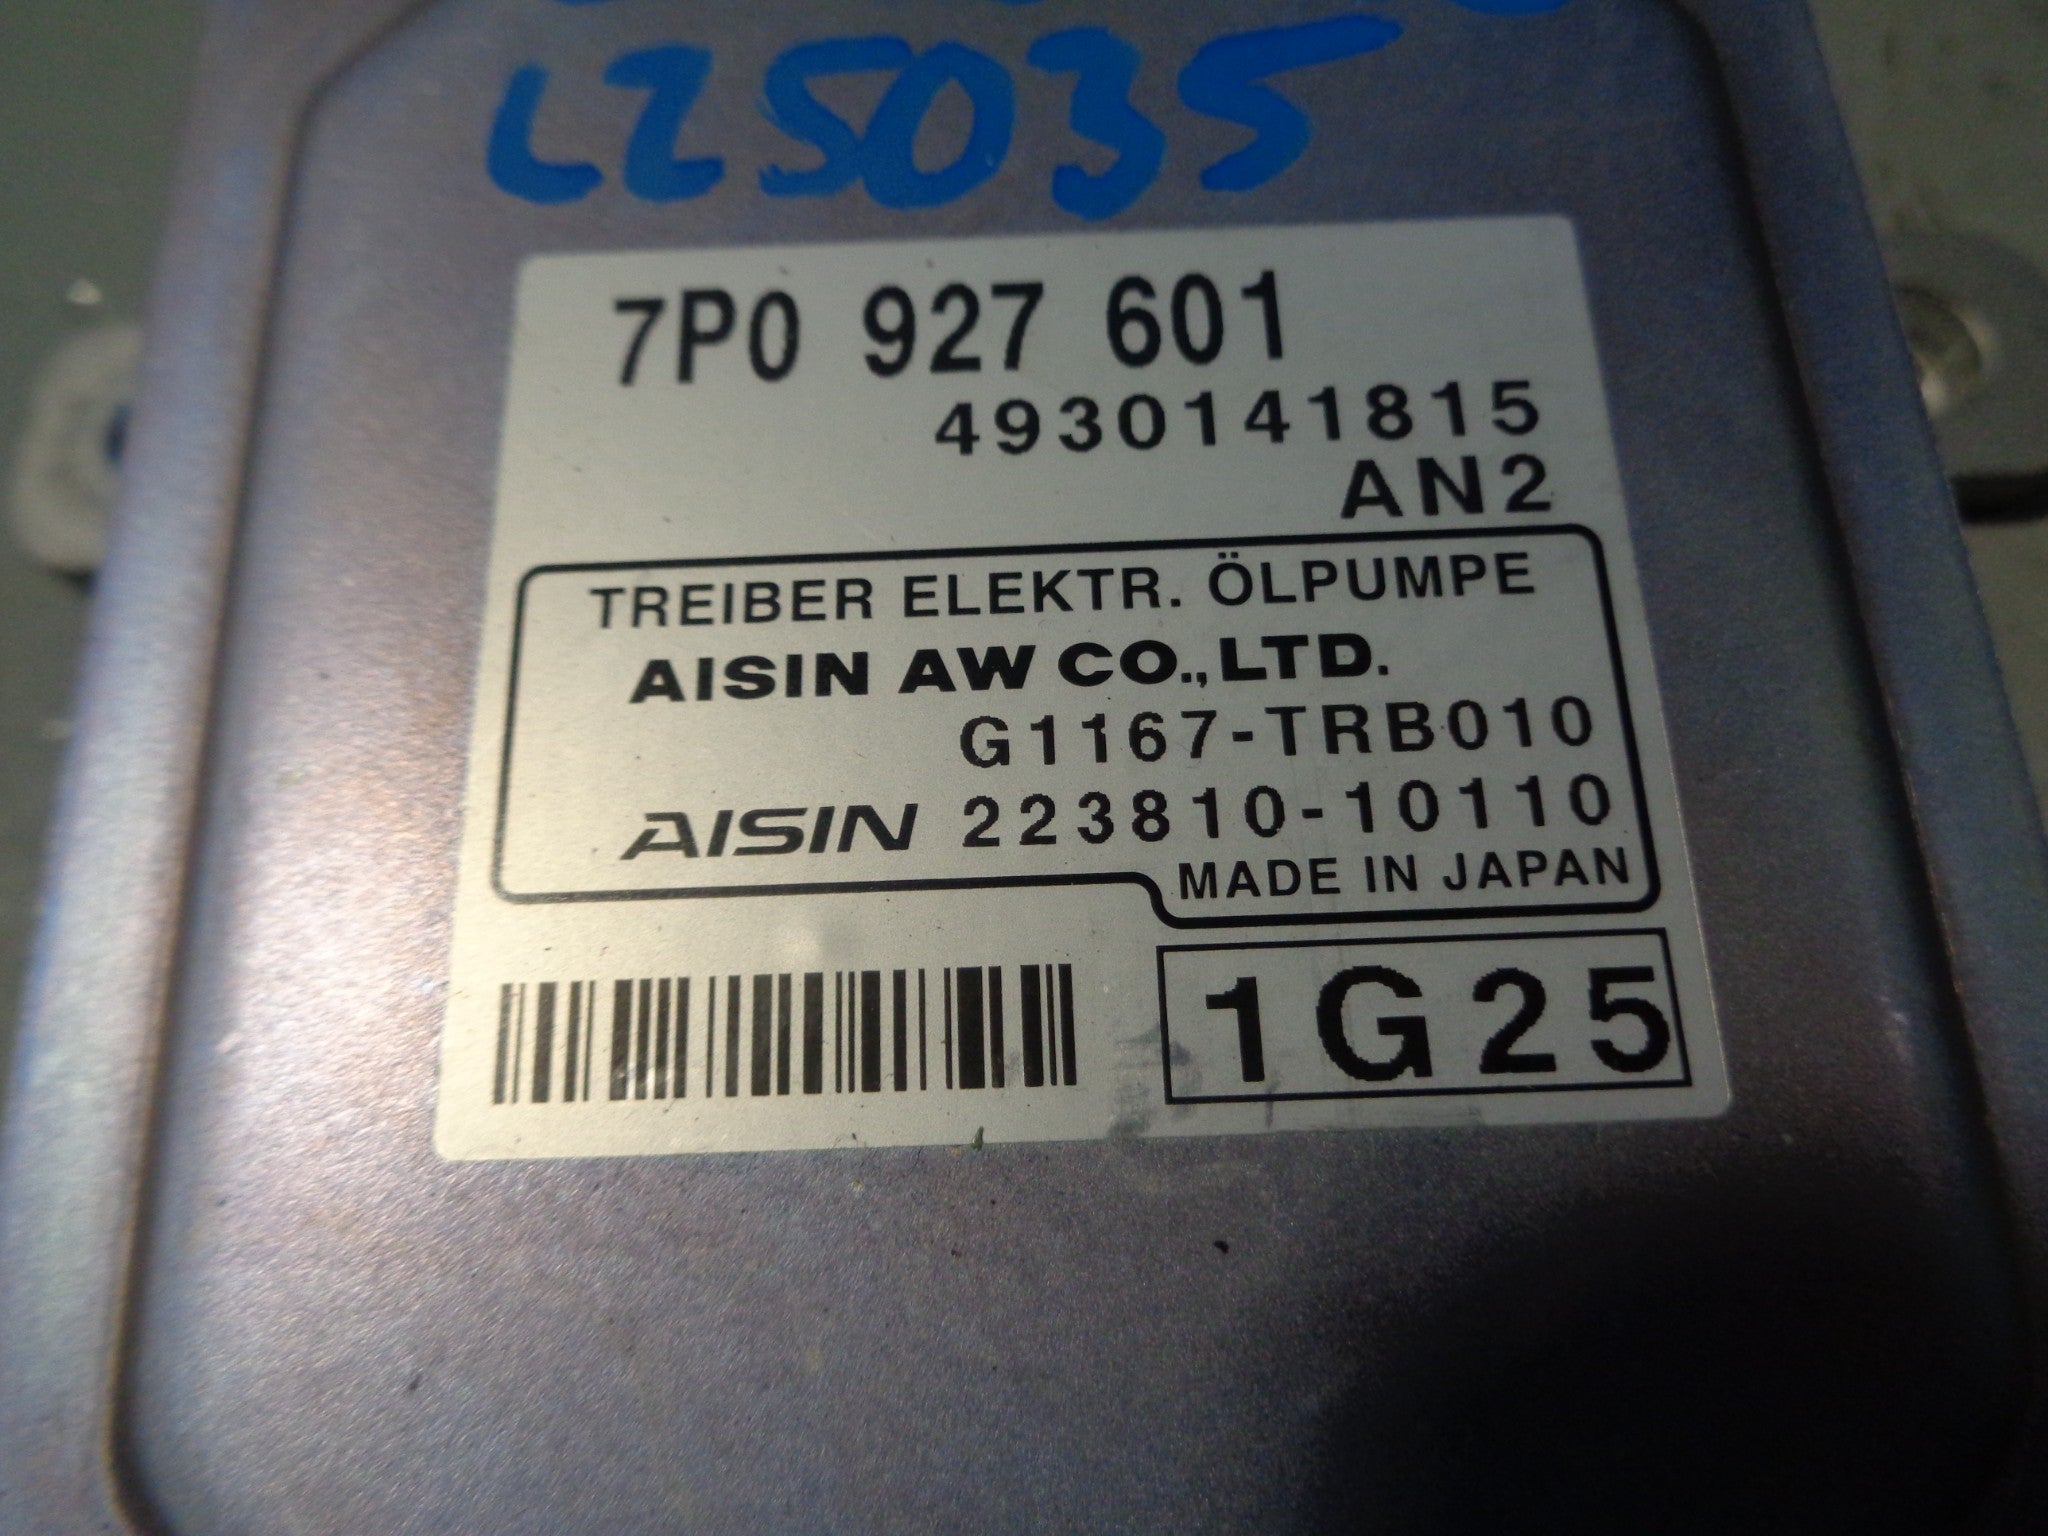 L25035
7P0 927 601
4930141815
AN2
TREIBER ELEKTR. ÖLPUMPE
AISIN AW CO.,LTD.
G1167-TRB010
AISIN 223810-10110
MADE IN JAPAN
1G25